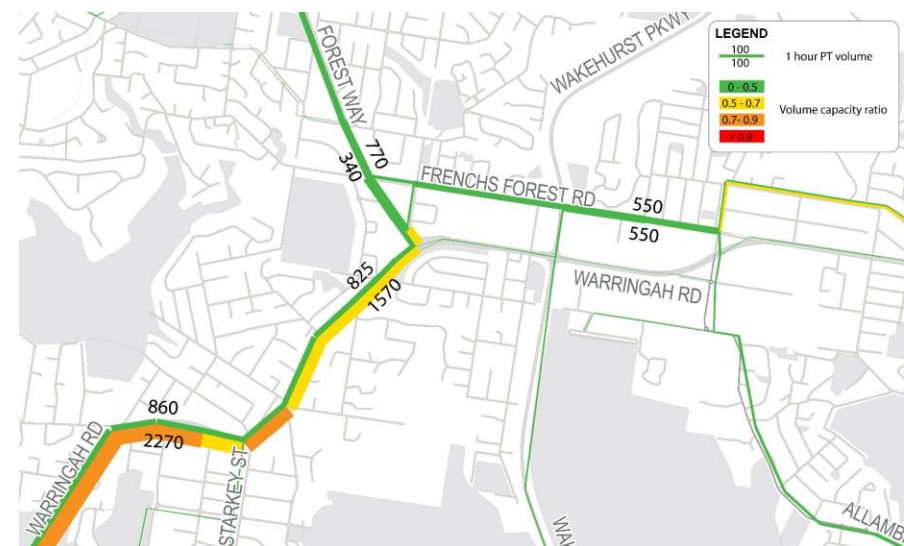 LEGEND
100
100
1 hour PT volume
0 - 0.5
0.5 - 0.7
0.7- 0.9
> 0.9
Volume capacity ratio
FOREST WAY
WAKEHURST PKWY
770
340
FRENCHS FOREST RD
550
550
825
1570
WARRINGAH RD
860
2270
WARRINGAH RD
STARKEY ST
WAK
ALLAMB